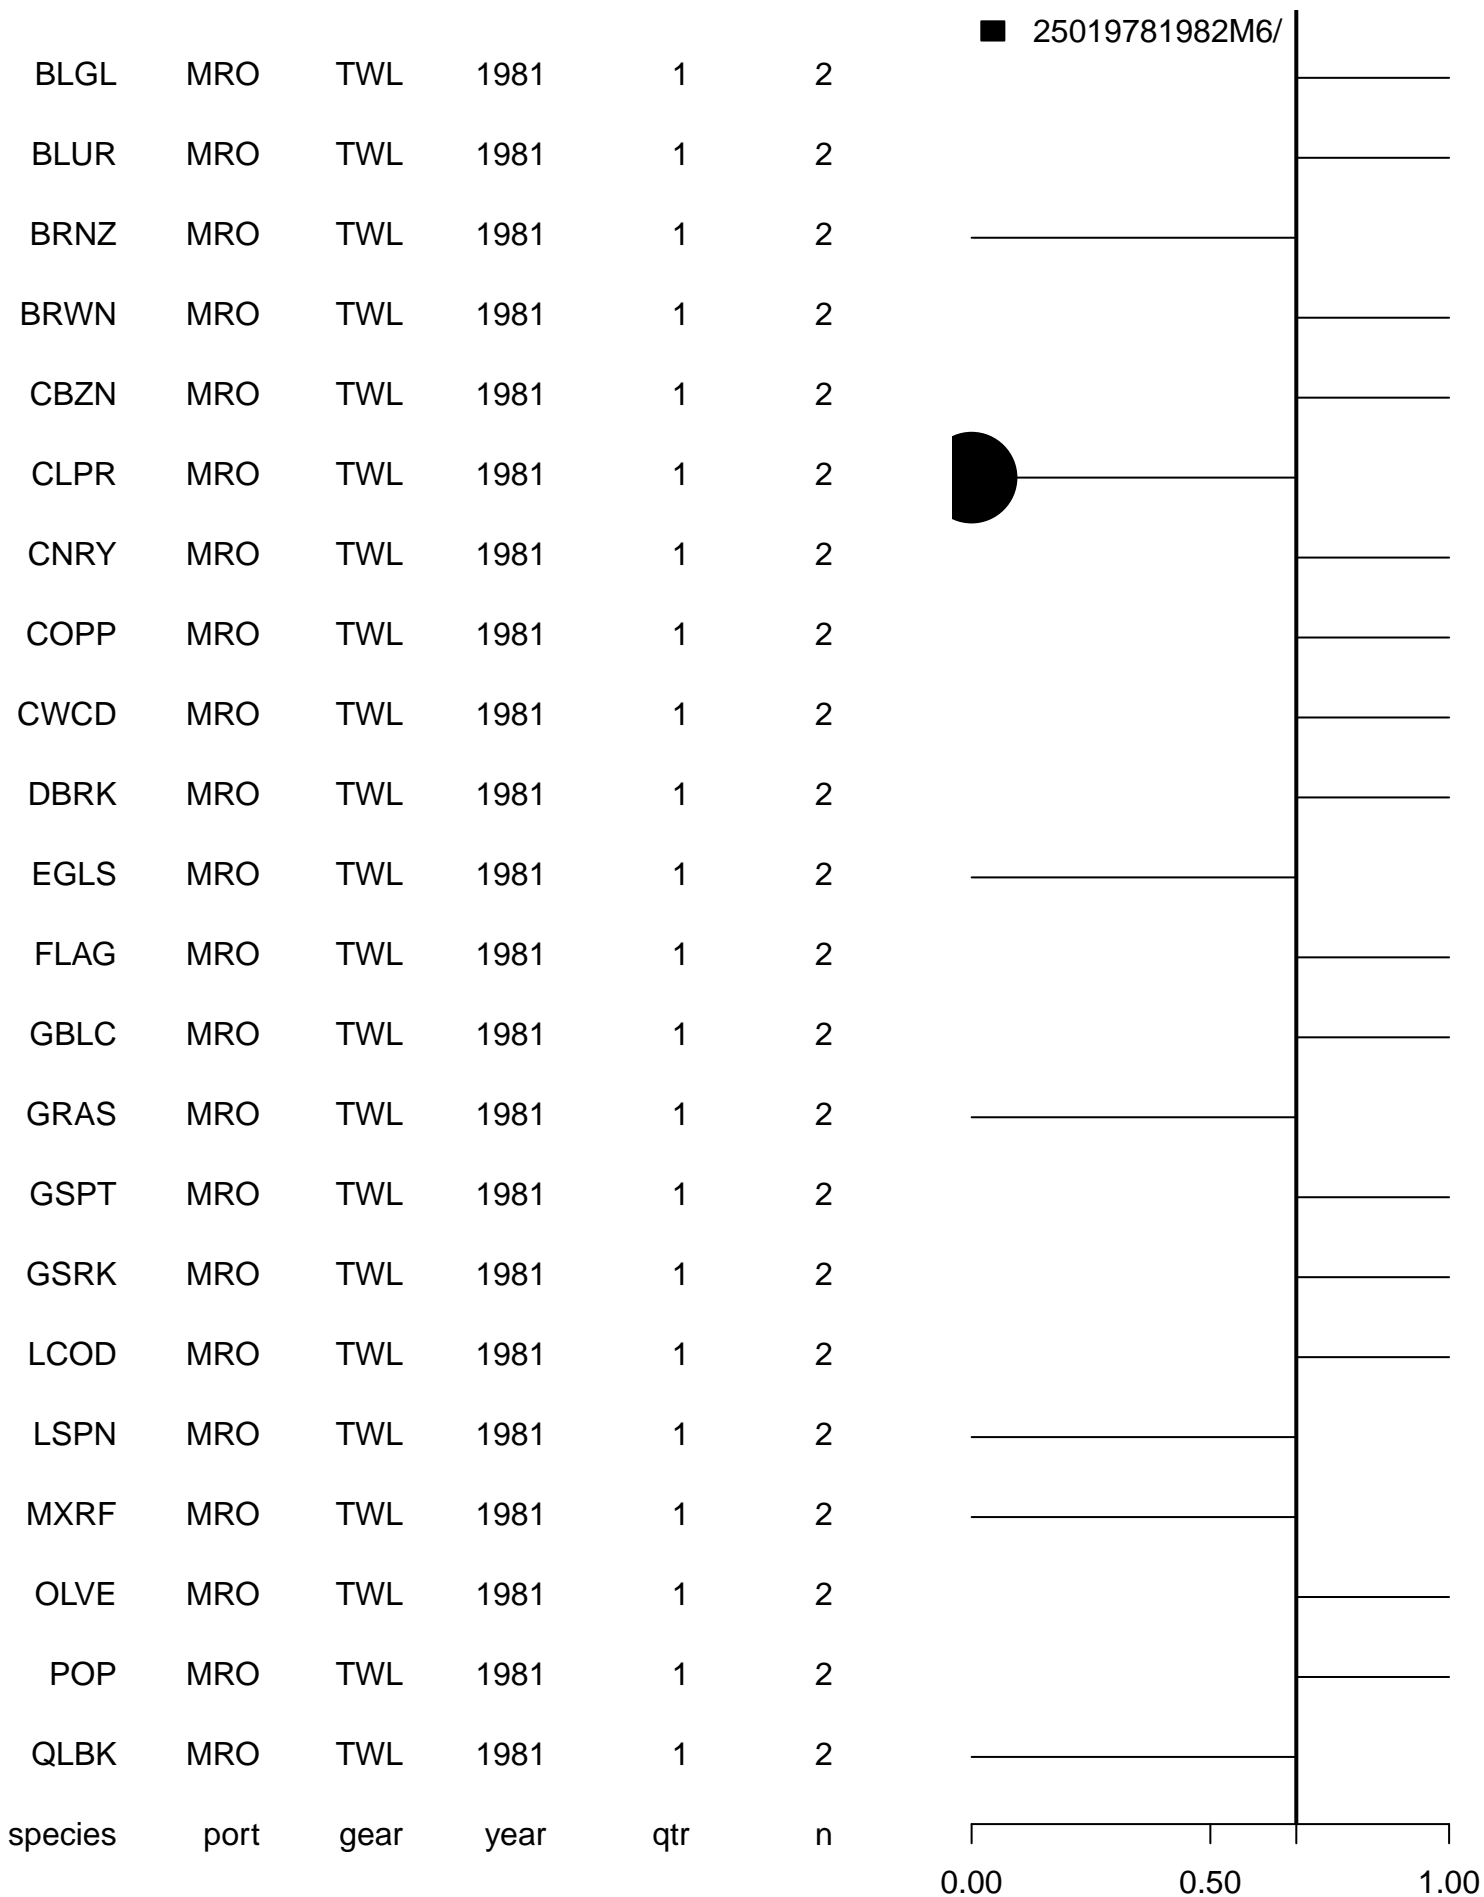 25019781982M6/
BLGL MRO TWL 1981 1 2
BLUR MRO TWL 1981 1 2
BRNZ MRO TWL 1981 1 2
BRWN MRO TWL 1981 1 2
CBZN MRO TWL 1981 1 2
CLPR MRO TWL 1981 1 2
CNRY MRO TWL 1981 1 2
COPP MRO TWL 1981 1 2
CWCD MRO TWL 1981 1 2
DBRK MRO TWL 1981 1 2
EGLS MRO TWL 1981 1 2
FLAG MRO TWL 1981 1 2
GBLC MRO TWL 1981 1 2
GRAS MRO TWL 1981 1 2
GSPT MRO TWL 1981 1 2
GSRK MRO TWL 1981 1 2
LCOD MRO TWL 1981 1 2
LSPN MRO TWL 1981 1 2
MXRF MRO TWL 1981 1 2
OLVE MRO TWL 1981 1 2
POP MRO TWL 1981 1 2
QLBK MRO TWL 1981 1 2
species port gear year qtr n
0.00 0.50 1.00